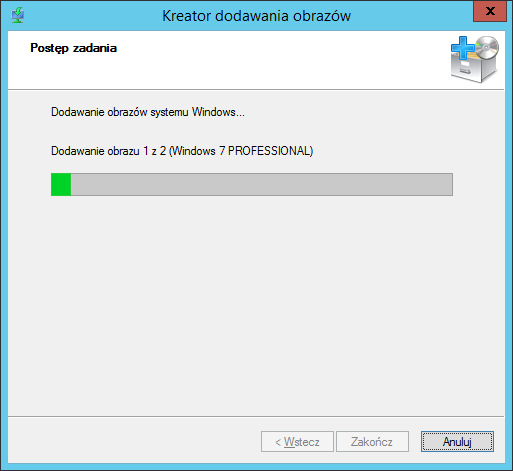 Kreator dodawania obrazów
x
Postęp zadania
Dodawanie obrazów systemu Windows...
Dodawanie obrazu 1 z 2 (Windows 7 PROFESSIONAL)
< Wstecz Zakończ Anuluj